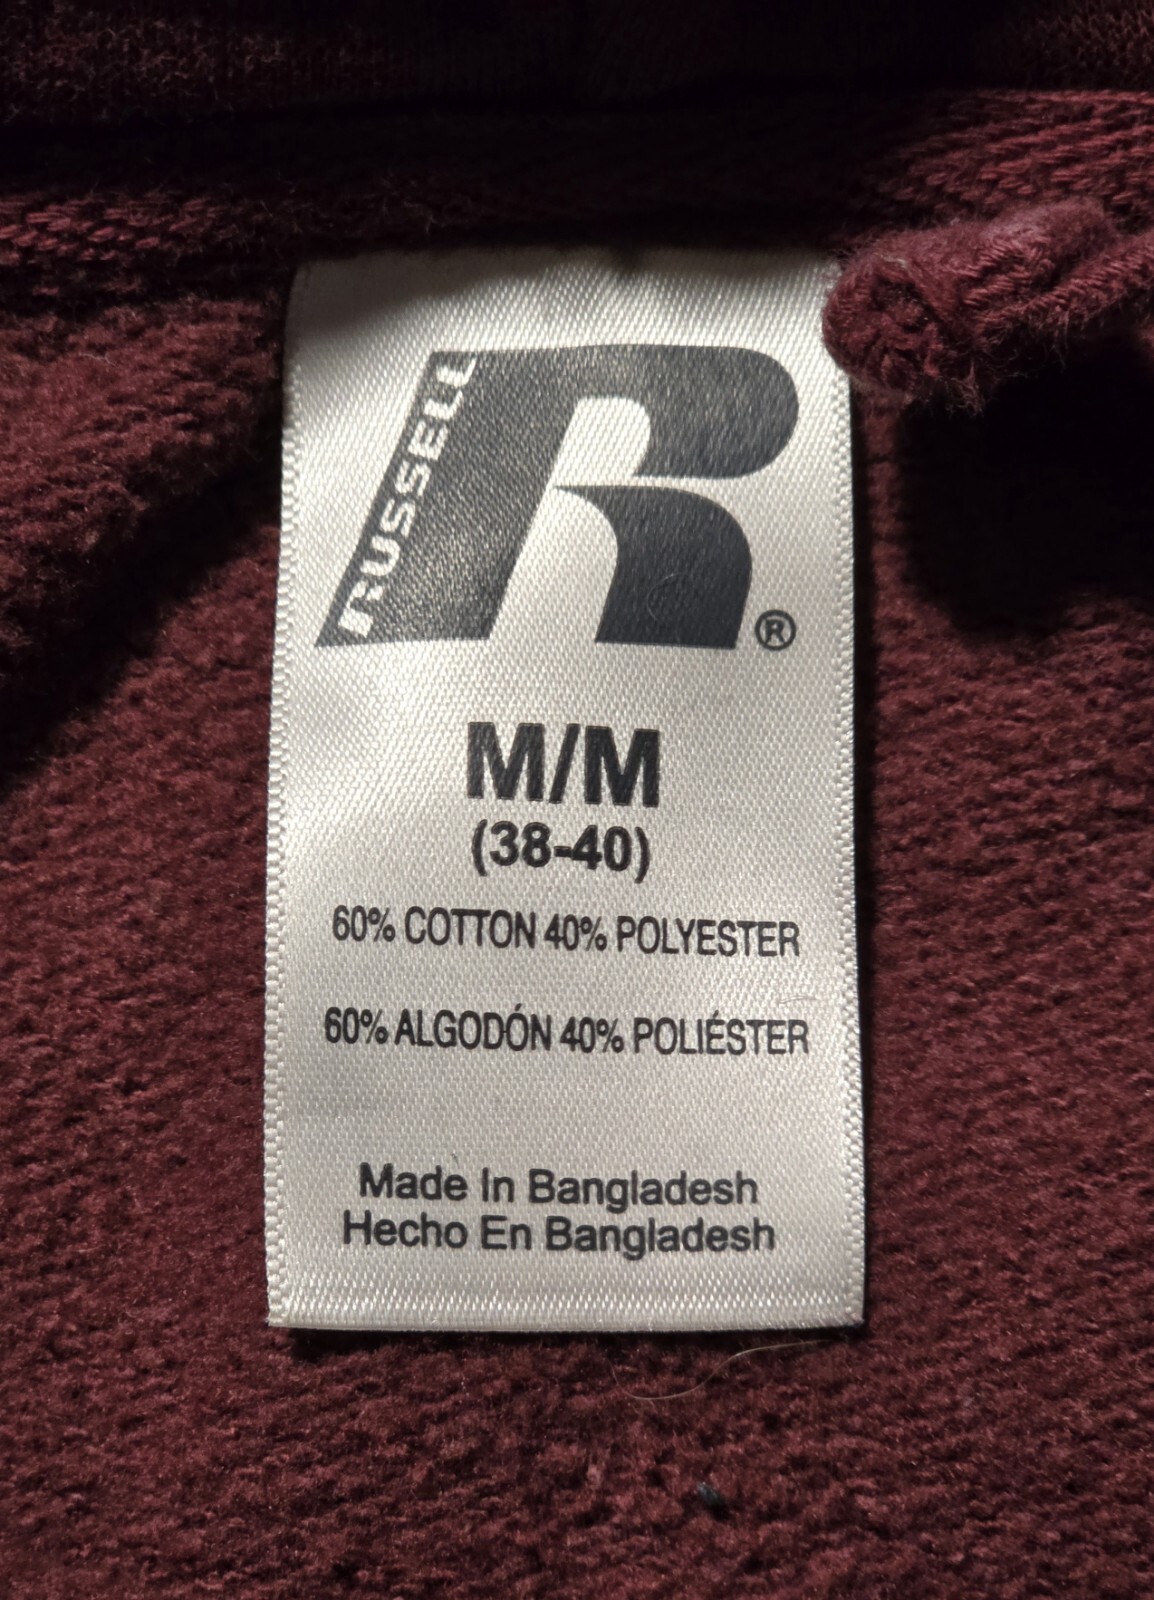 RUSSELL
R
®
M/M
(38-40)
60% COTTON 40% POLYESTER
60% ALGODÓN 40% POLIÉSTER
Made In Bangladesh
Hecho En Bangladesh